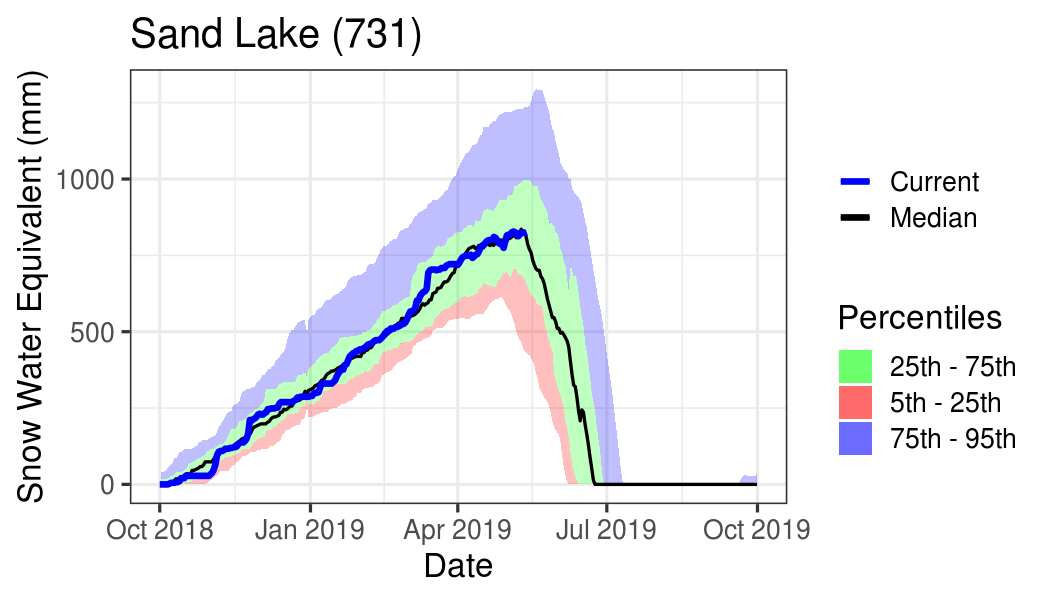 Sand Lake (731)
Snow Water Equivalent (mm)
1000
500
0
Oct 2018
Jan 2019
Apr 2019
Jul 2019
Oct 2019
Date
Current
Median
Percentiles
25th - 75th
5th - 25th
75th - 95th